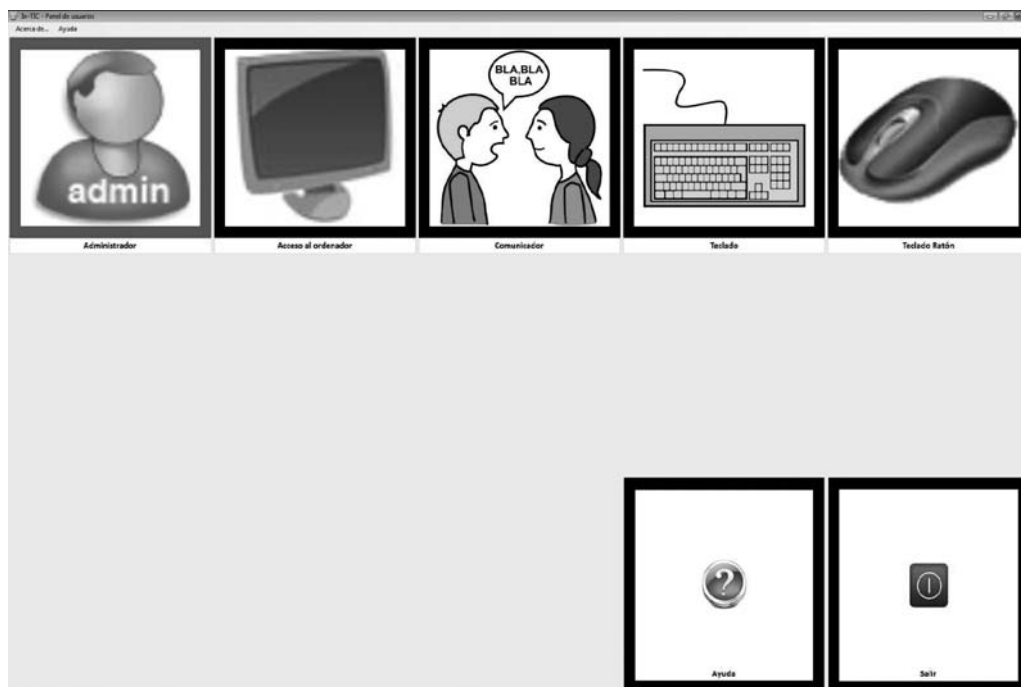 In-TIC - Panel de usuario
Acerca de... Ayuda
admin
BLA,BLA
BLA
Administrador
Acceso al ordenador
Comunicador
Teclado
Teclado Ratón
?
Ayuda
Salir